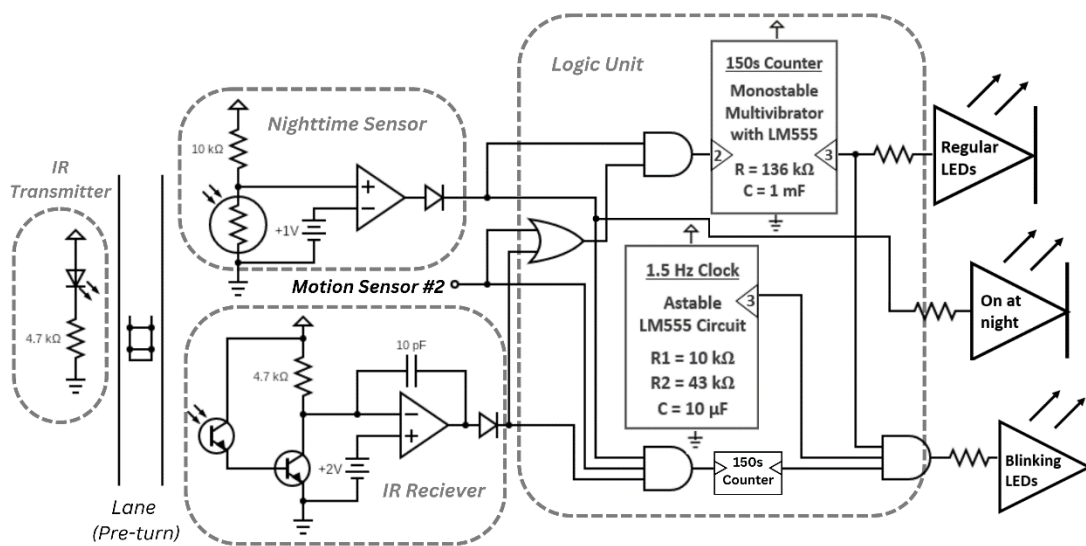 IR
Transmitter
4.7 kΩ
Lane
(Pre-turn)
Nighttime Sensor
10 kΩ
+1V
Motion Sensor #2
4.7 kΩ
10 pF
+2V
IR Reciever
Logic Unit
150s Counter
Monostable
Multivibrator
with LM555
2
3
R = 136 kΩ
C = 1 mF
1.5 Hz Clock
Astable
LM555 Circuit
3
R1 = 10 kΩ
R2 = 43 kΩ
C = 10 µF
150s
Counter
Regular
LEDs
On at
night
Blinking
LEDs